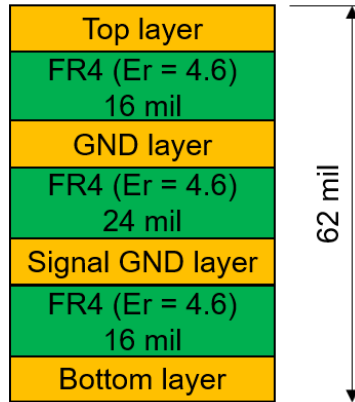 Top layer
FR4 (Er = 4.6)
16 mil
GND layer
FR4 (Er = 4.6)
24 mil
Signal GND layer
FR4 (Er = 4.6)
16 mil
Bottom layer
62 mil